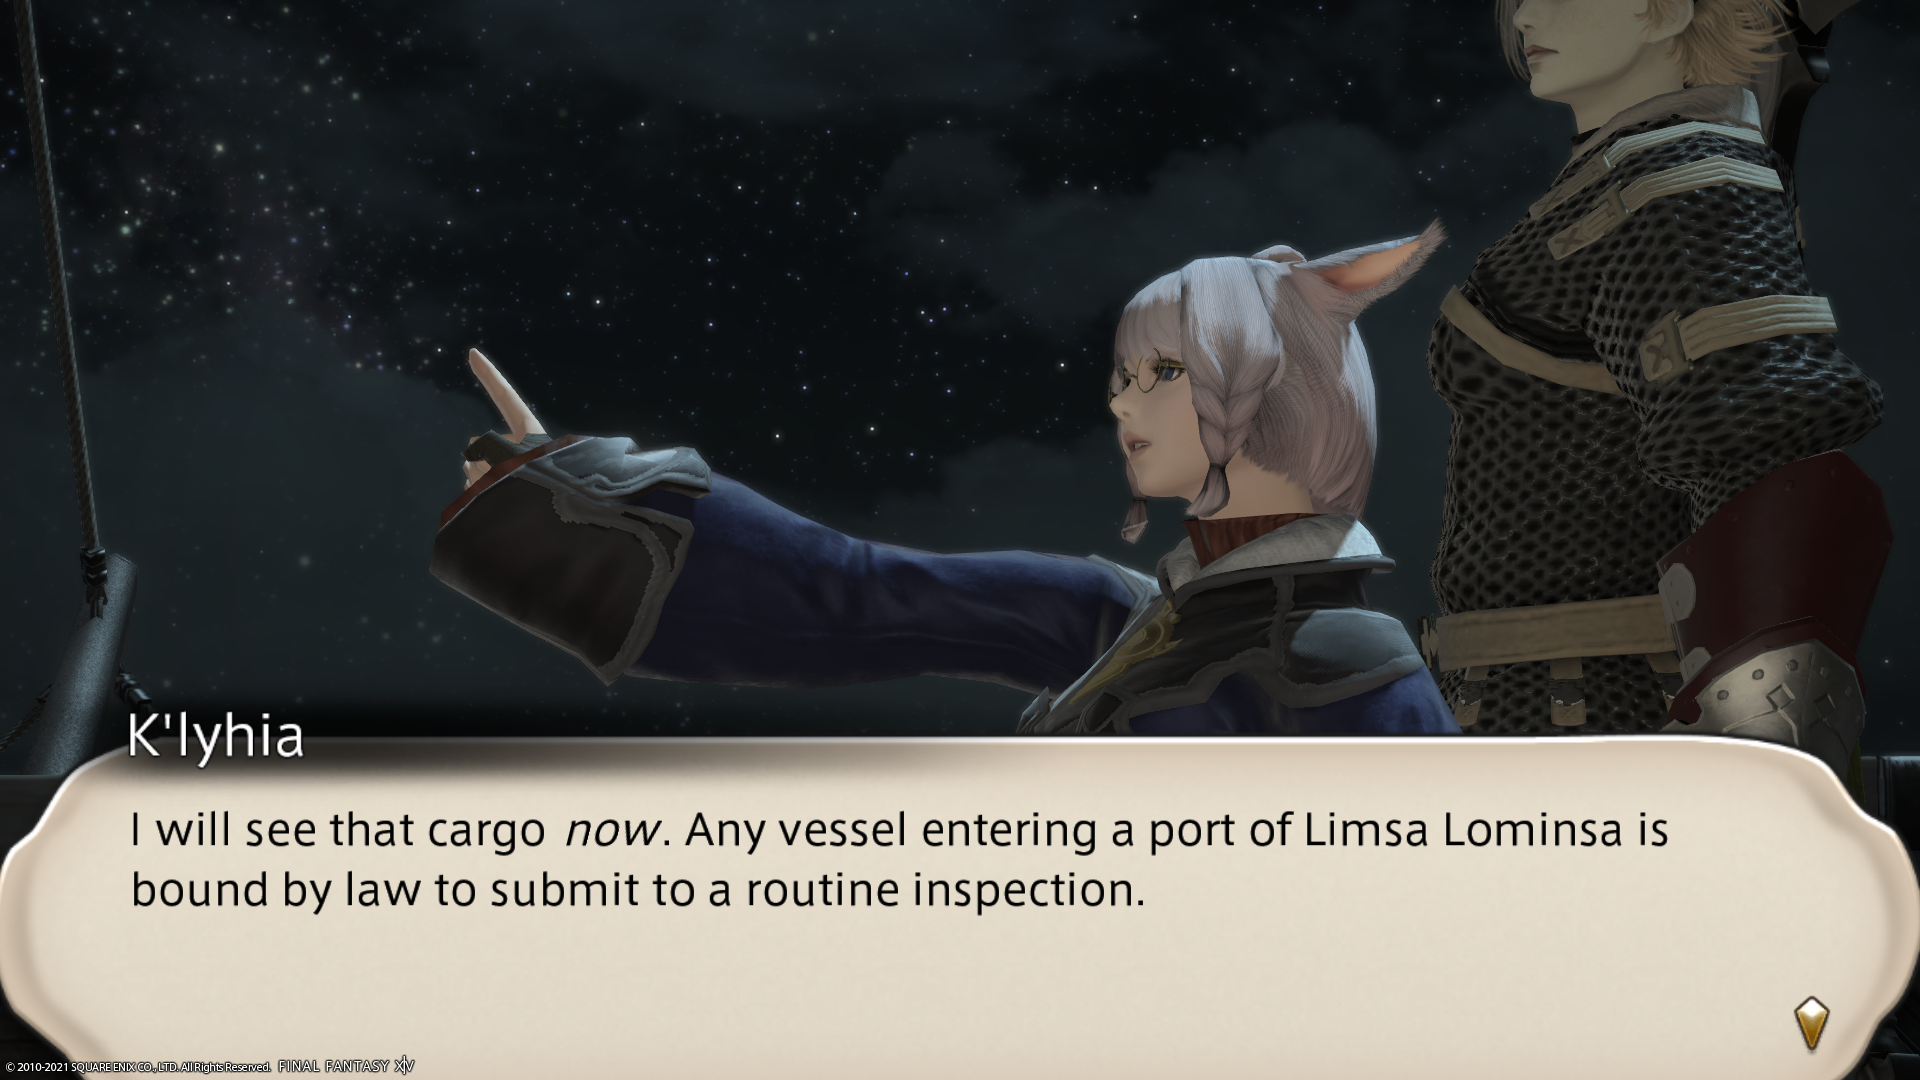 K'lyhia
I will see that cargo now. Any vessel entering a port of Limsa Lominsa is
bound by law to submit to a routine inspection.
© 2010-2021 SQUARE ENIX CO., LTD. All Rights Reserved. FINAL FANTASY XIV